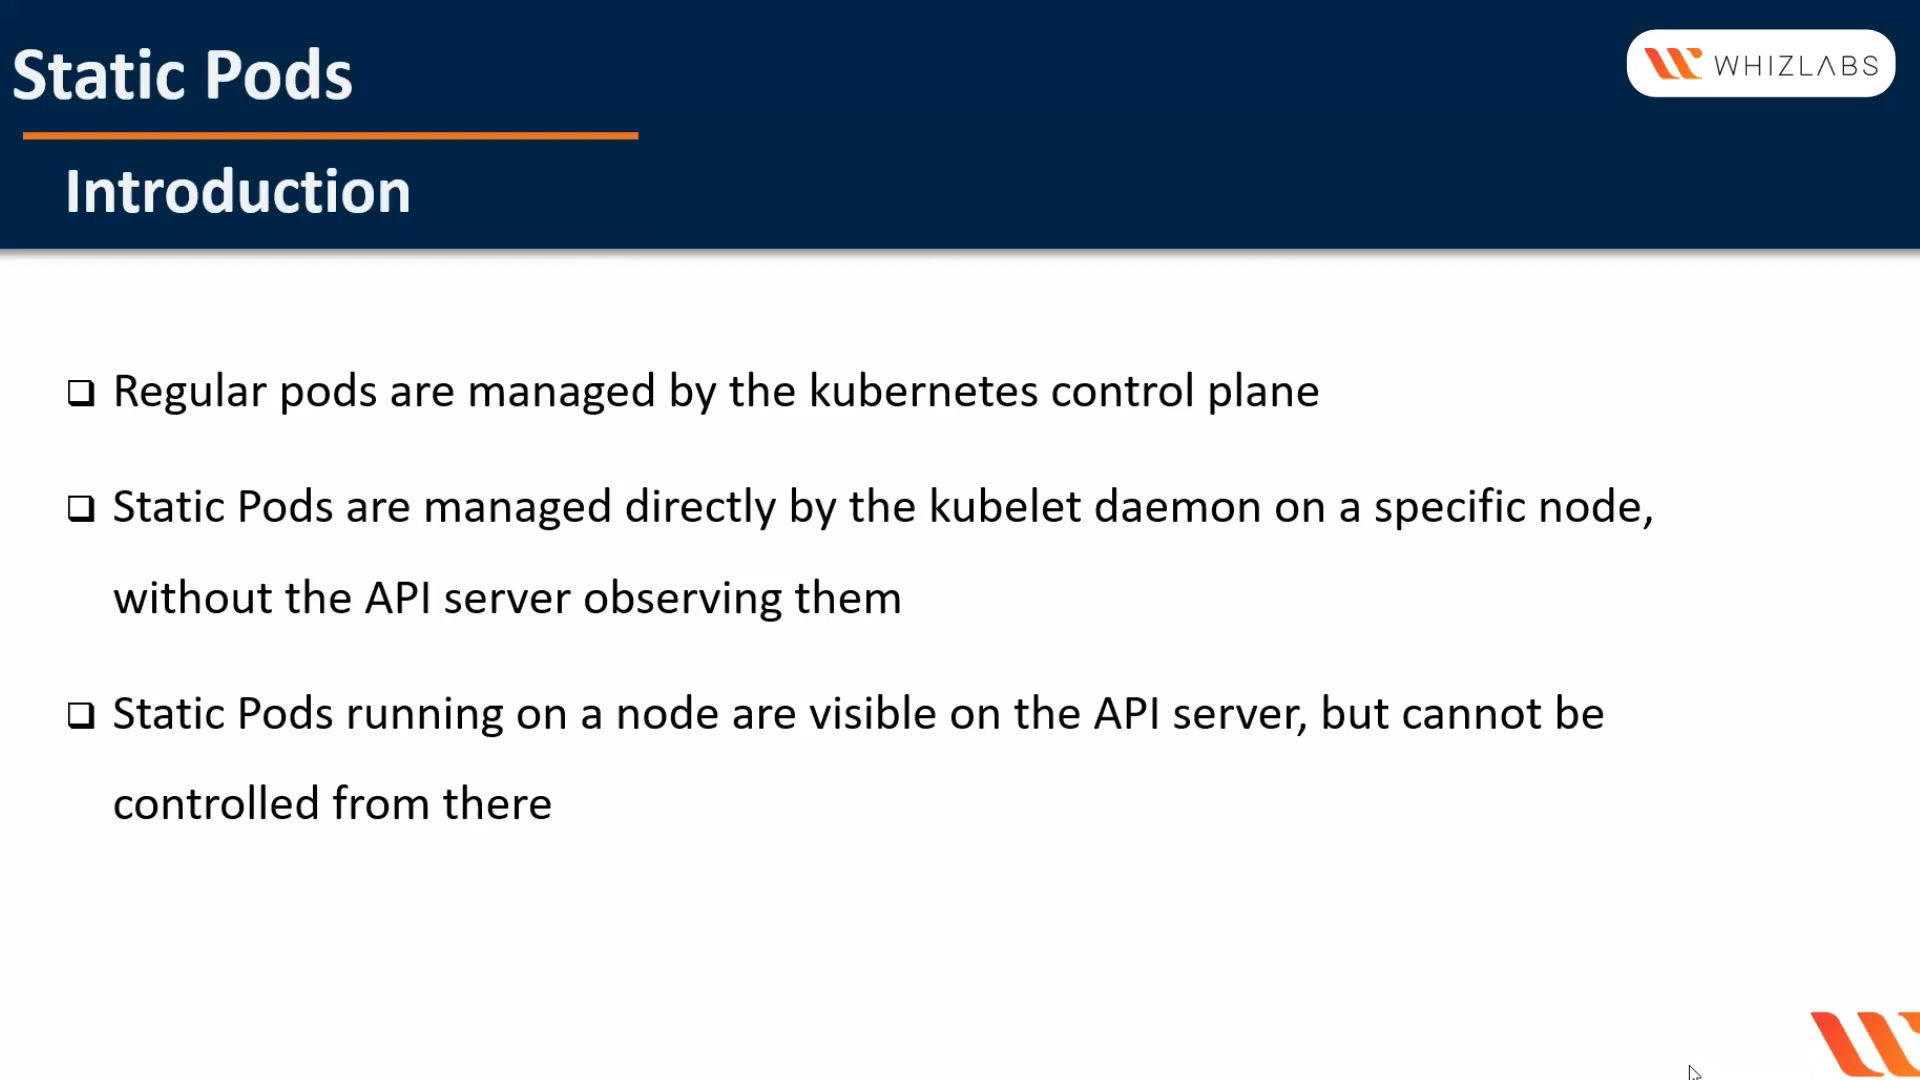 Static Pods
WHIZLABS
Introduction
❑ Regular pods are managed by the kubernetes control plane
❑ Static Pods are managed directly by the kubelet daemon on a specific node,
without the API server observing them
❑ Static Pods running on a node are visible on the API server, but cannot be
controlled from there